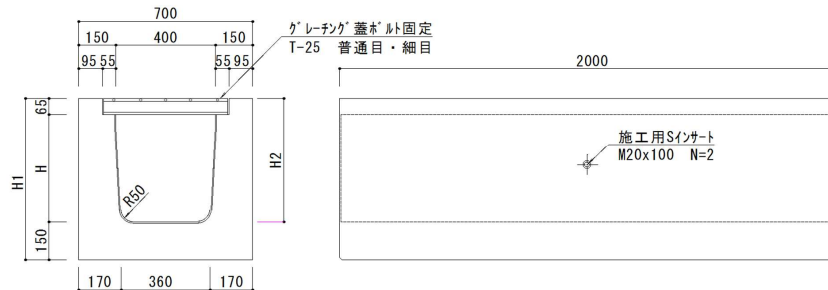 700
150 400 150
95 55 55 95
グレーチング蓋ボルト固定
T-25 普通目・細目
2000
65
H
H1
150
H2
R50
施工用Sインサート
M20x100 N=2
170 360 170